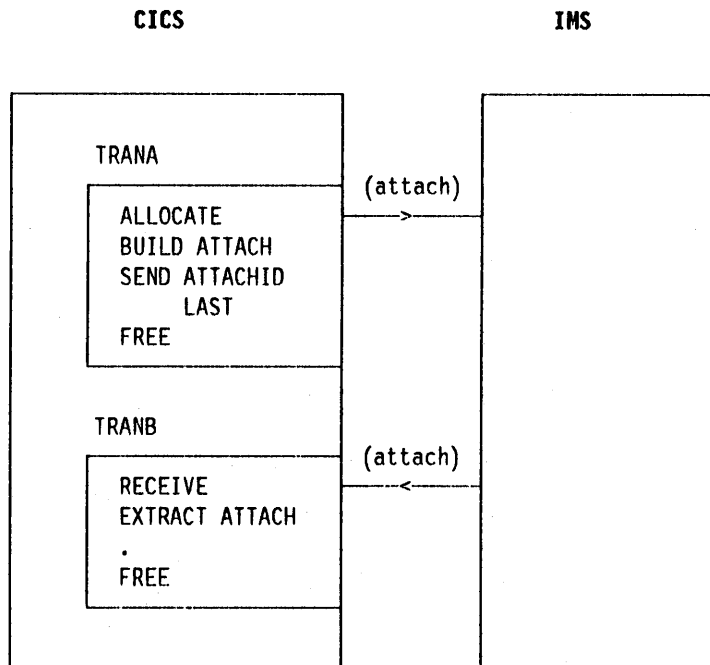 CICS IMS
TRANA
(attach)
ALLOCATE
BUILD ATTACH
SEND ATTACHID
LAST
FREE
TRANB
(attach)
RECEIVE
EXTRACT ATTACH
.
FREE